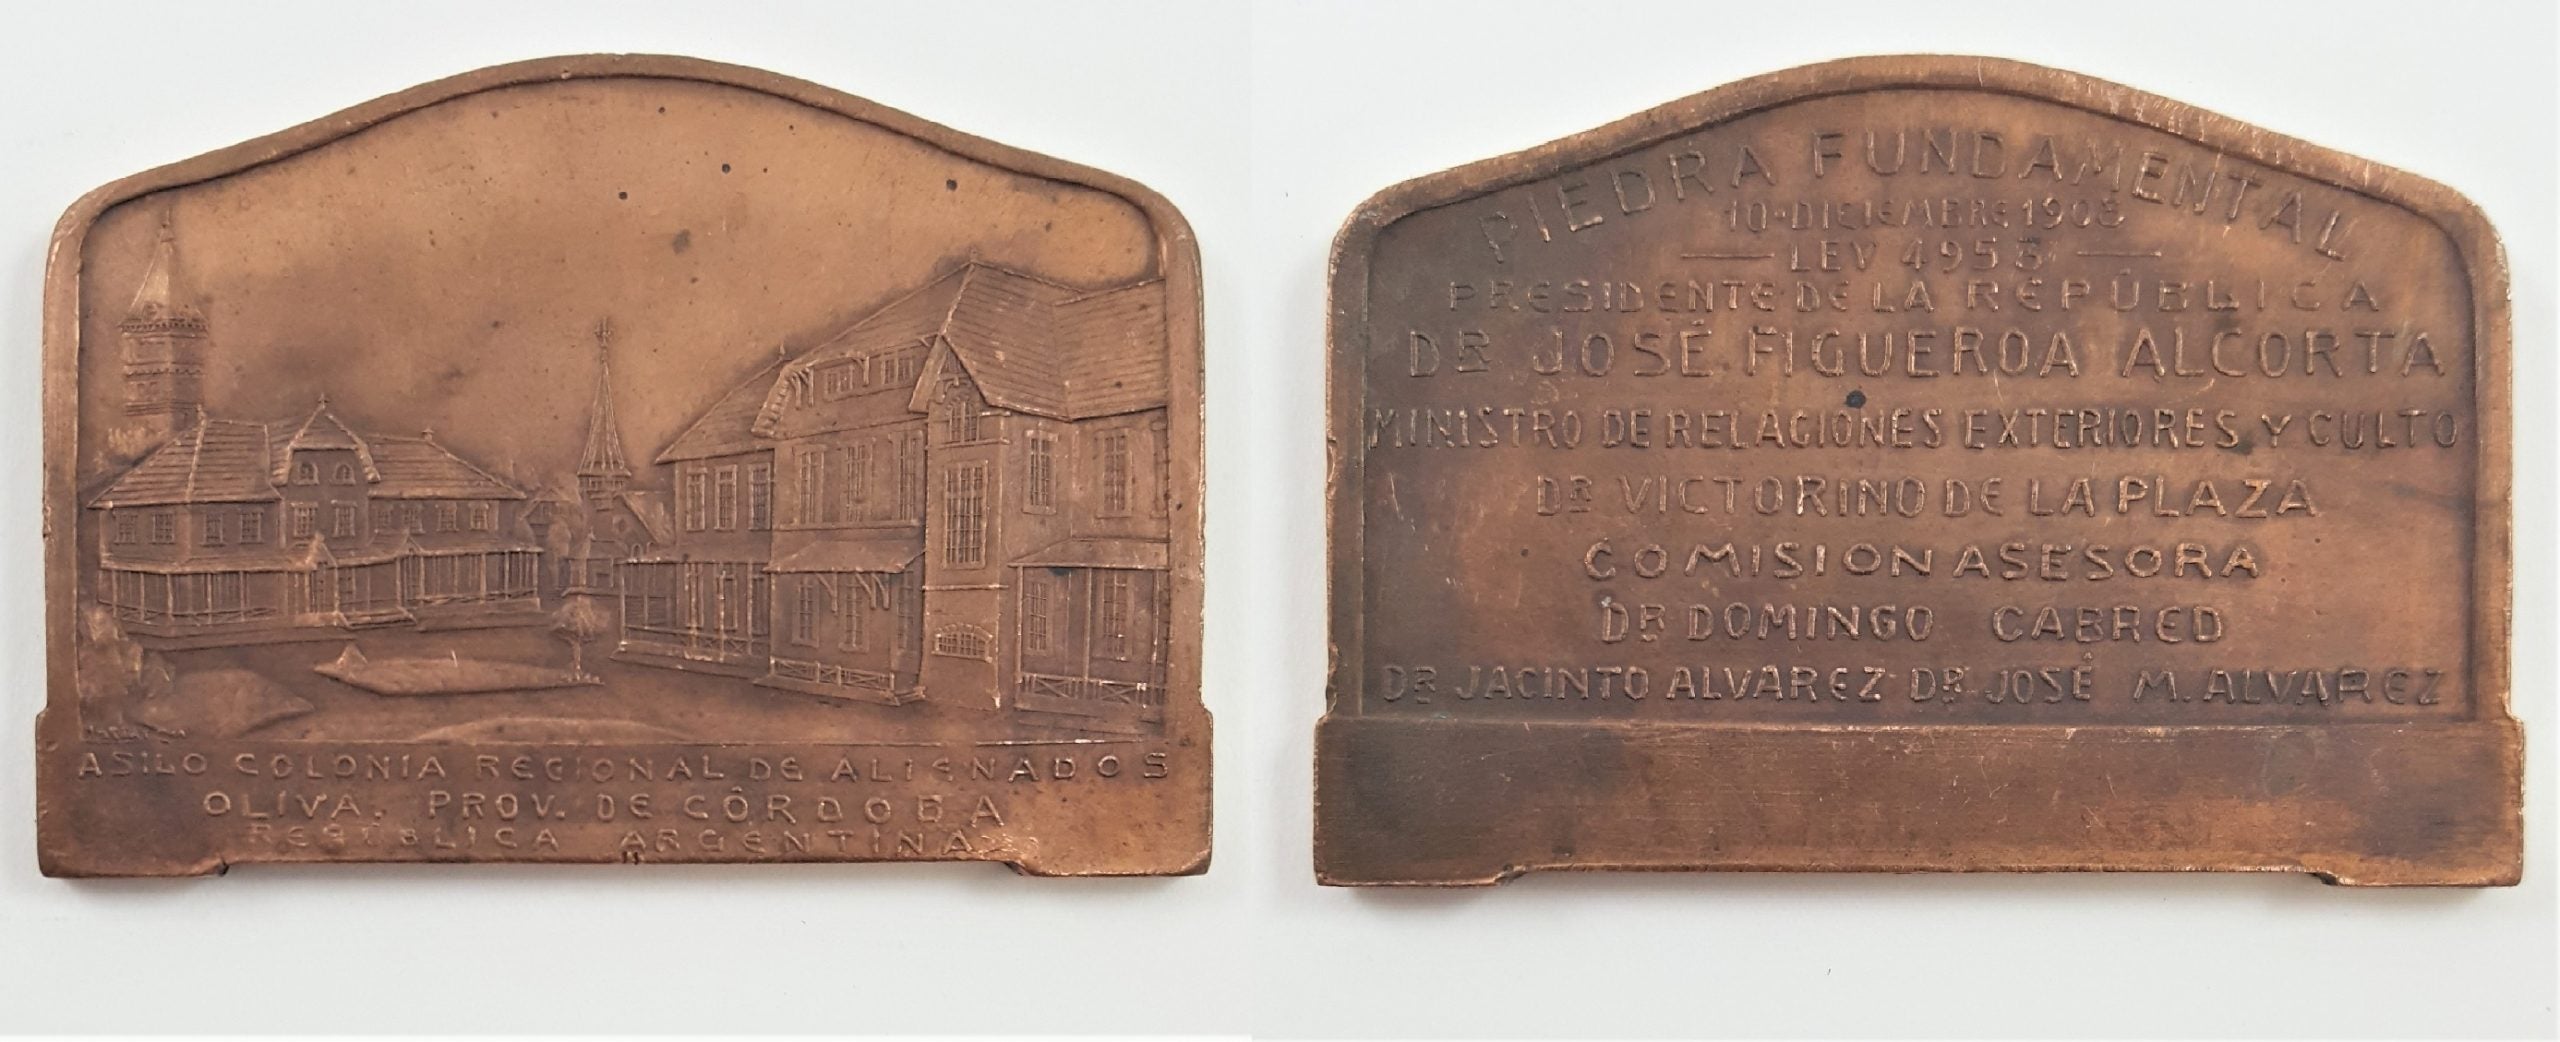 ASILO COLONIA REGIONAL DE ALIENADOS
OLIVA. PROV. DE CÓRDOBA
REPÚBLICA ARGENTINA
PIEDRA FUNDAMENTAL
10·DICIEMBRE 1908
LEY 4953
PRESIDENTE DE LA REPÚBLICA
DR JOSÉ FIGUEROA ALCORTA
MINISTRO DE RELACIONES EXTERIORES Y CULTO
DR VICTORINO DE LA PLAZA
COMISION ASESORA
DR DOMINGO CABRED
DR JACINTO ALVAREZ DR JOSÉ M. ALVAREZ